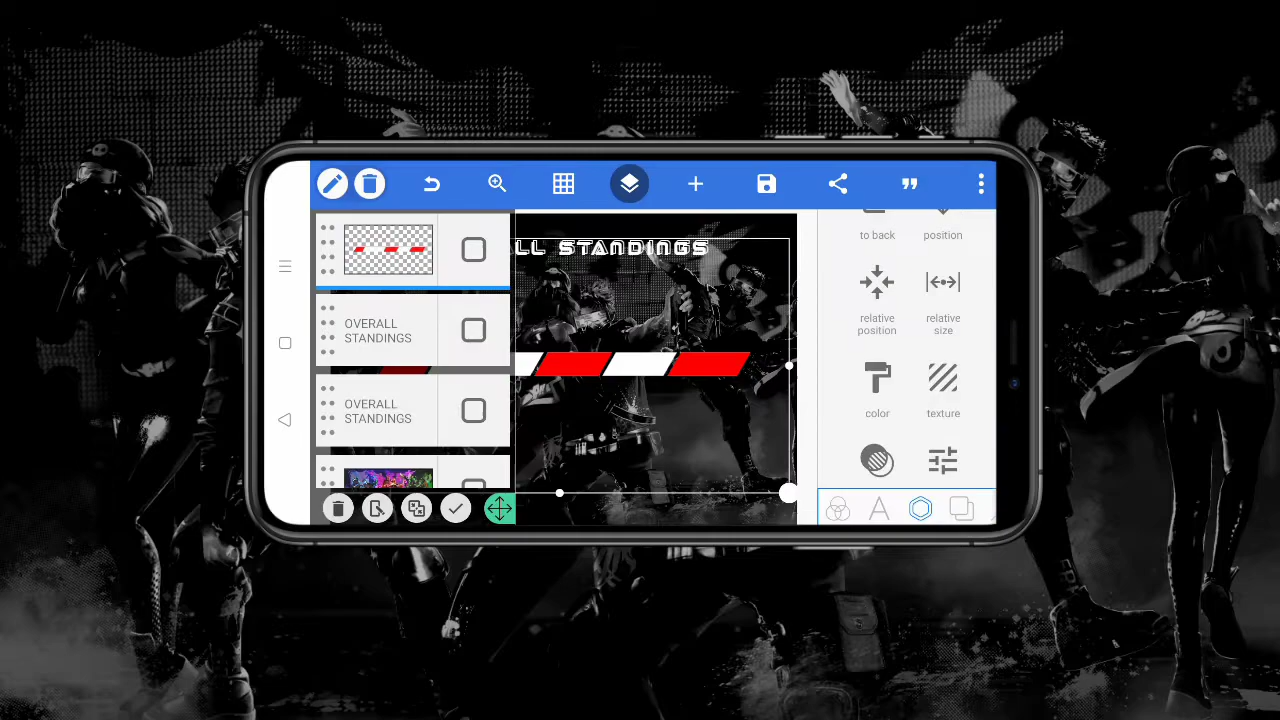 LL STANDINGS
OVERALL
STANDINGS
OVERALL
STANDINGS
to back
position
relative
position
relative
size
color
texture